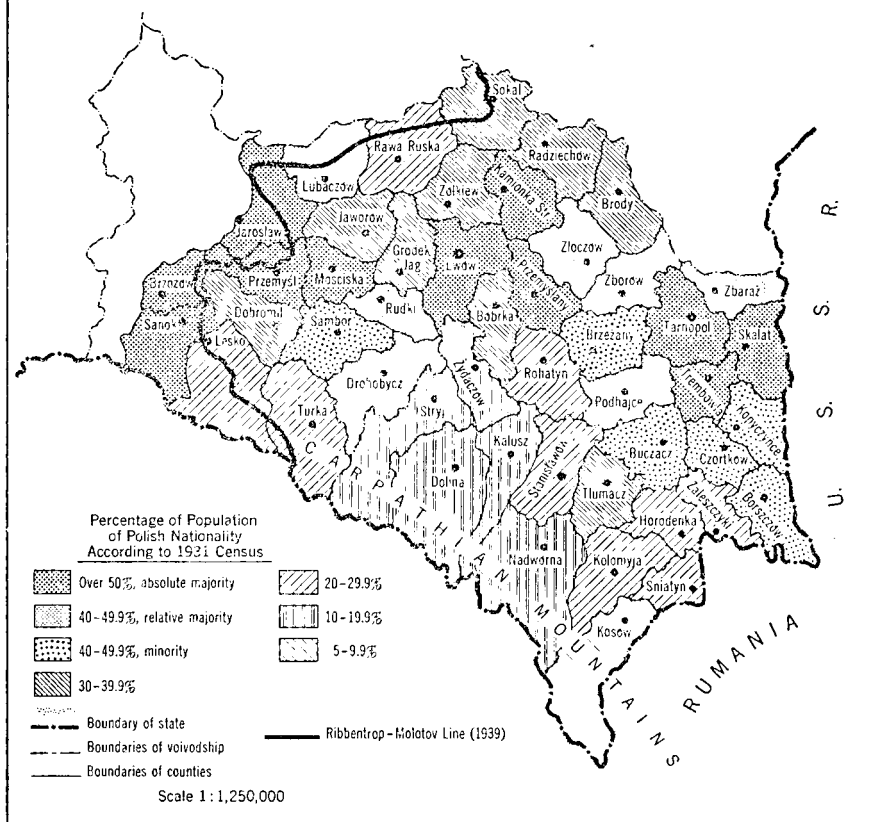 Sokal
Rawa Ruska
Radziechów
Lubaczów
Żółkiew
Kamionka Str.
Brody
Jarosław
Jaworów
Gródek
Jag
Lwów
Złoczów
Przemyślany
Zborów
Zbaraż
Brzozów
Przemyśl
Mościska
Rudki
Bóbrka
Sanok
Dobromil
Sambor
Brzeżany
Tarnopol
Skałat
Lesko
Drohobycz
Żydaczów
Rohatyn
Podhajce
Trembowla
Turka
Stryj
Kałusz
Stanisławów
Buczacz
Kopyczyńce
Czortków
Dolina
Tłumacz
Borszczów
Horodenka
Zaleszczyki
Nadwórna
Kołomyja
Śniatyn
Kosów
CARPATHIAN MOUNTAINS
RUMANIA
U. S. S. R.
Percentage of Population
of Polish Nationality
According to 1931 Census
Over 50%, absolute majority
40-49.9%, relative majority
40-49.9%, minority
30-39.9%
20-29.9%
10-19.9%
5-9.9%
Boundary of state
Boundaries of voivodship
Boundaries of counties
Ribbentrop-Molotov Line (1939)
Scale 1:1,250,000